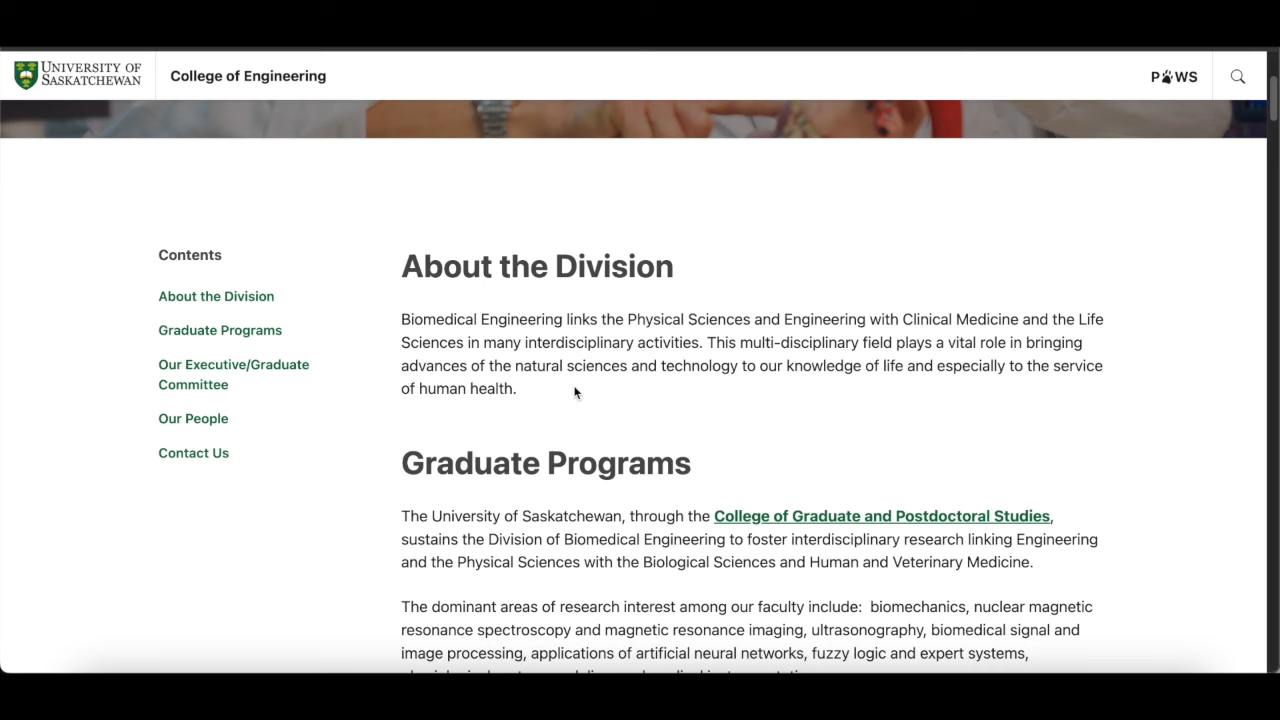 UNIVERSITY OF
SASKATCHEWAN
College of Engineering
PAWS
Contents
About the Division
Graduate Programs
Our Executive/Graduate
Committee
Our People
Contact Us
About the Division
Biomedical Engineering links the Physical Sciences and Engineering with Clinical Medicine and the Life
Sciences in many interdisciplinary activities. This multi-disciplinary field plays a vital role in bringing
advances of the natural sciences and technology to our knowledge of life and especially to the service
of human health.
Graduate Programs
The University of Saskatchewan, through the College of Graduate and Postdoctoral Studies,
sustains the Division of Biomedical Engineering to foster interdisciplinary research linking Engineering
and the Physical Sciences with the Biological Sciences and Human and Veterinary Medicine.
The dominant areas of research interest among our faculty include:  biomechanics, nuclear magnetic
resonance spectroscopy and magnetic resonance imaging, ultrasonography, biomedical signal and
image processing, applications of artificial neural networks, fuzzy logic and expert systems,